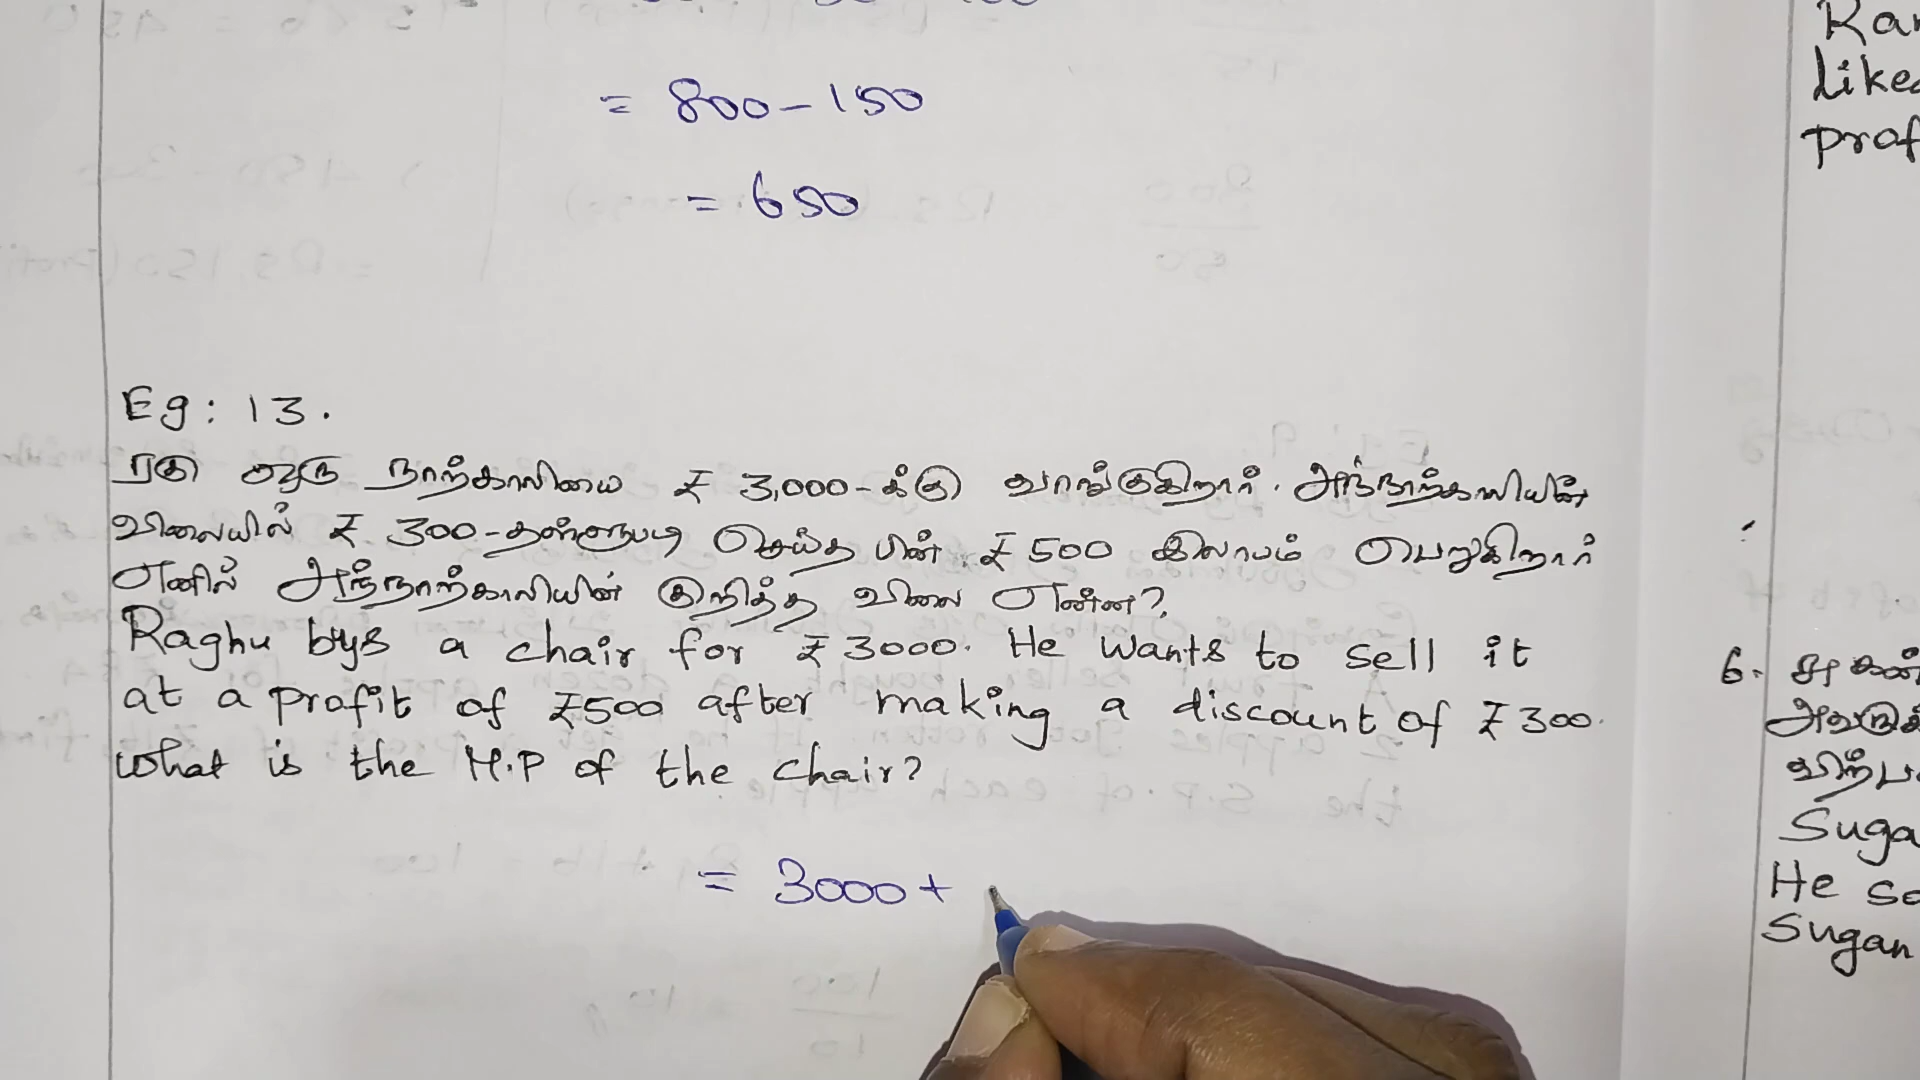 = 800 - 150
= 650
Eg: 13.
ரகு ஒரு நாற்காலியை ₹ 3,000-க்கு வாங்குகிறார். அந்நாற்காலியின்
விலையில் ₹ 300-தள்ளுபடி செய்த பின் ₹ 500 இலாபம் பெறுகிறார்
எனில் அந்நாற்காலியின் குறித்த விலை என்ன?
Raghu bys a chair for ₹ 3000. He wants to sell it
at a profit of ₹500 after making a discount of ₹ 300.
What is the M.P of the chair?
= 3000 +
Like
prof
6.
Suga
He so
Sugan